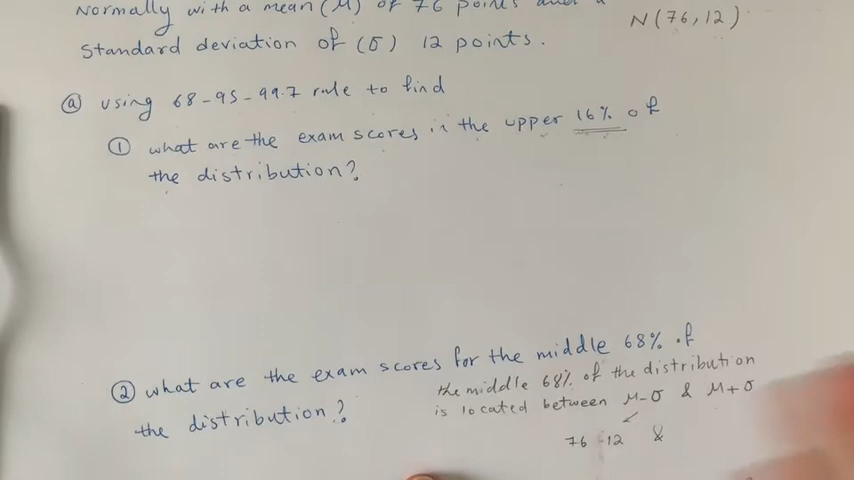 Normally with a mean (μ) of 76 points and a
standard deviation of (σ) 12 points.
N(76,12)
ⓐ using 68-95-99.7 rule to find
① what are the exam scores in the upper 16% of
the distribution?
② what are the exam scores for the middle 68% of
the distribution?
the middle 68% of the distribution
is located between μ-σ & μ+σ
76-12 &